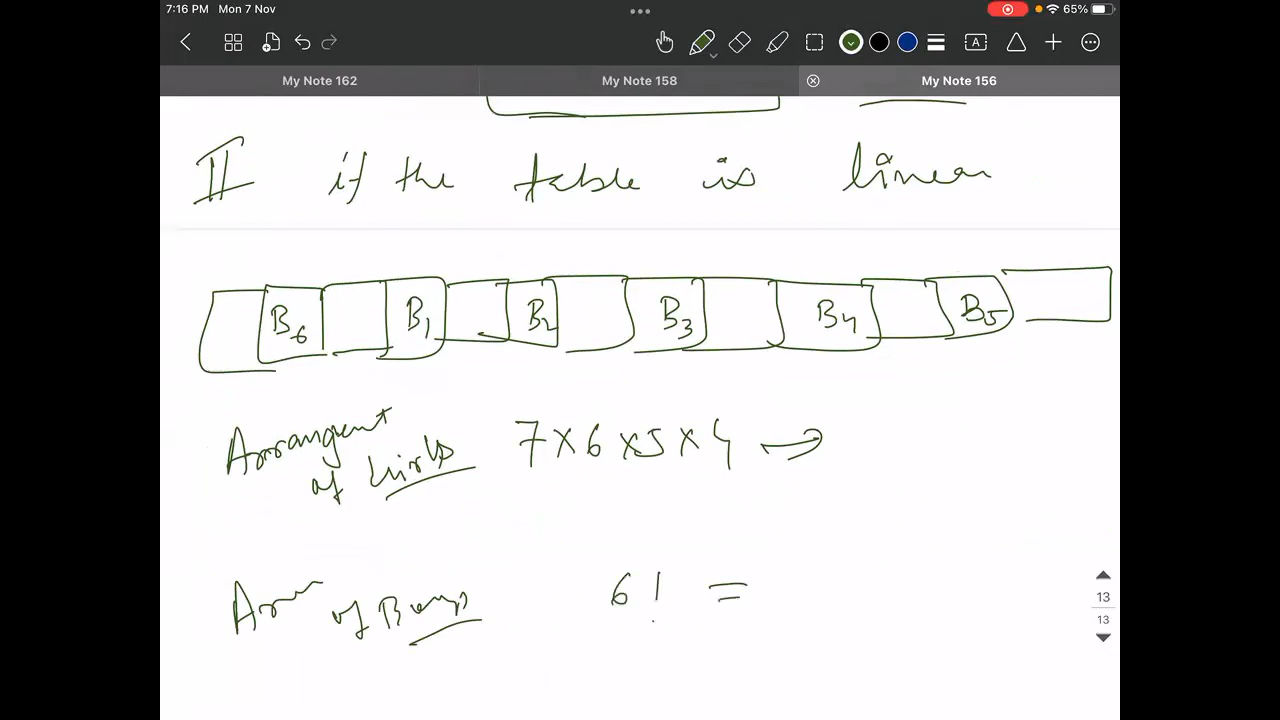 7:16 PM Mon 7 Nov
65%
My Note 162
My Note 158
My Note 156
II if the table is linear
B6 B1 B2 B3 B4 B5
Arrangent
of Girls 7×6×5×4 →
Arr of Boys 6! =
13
13